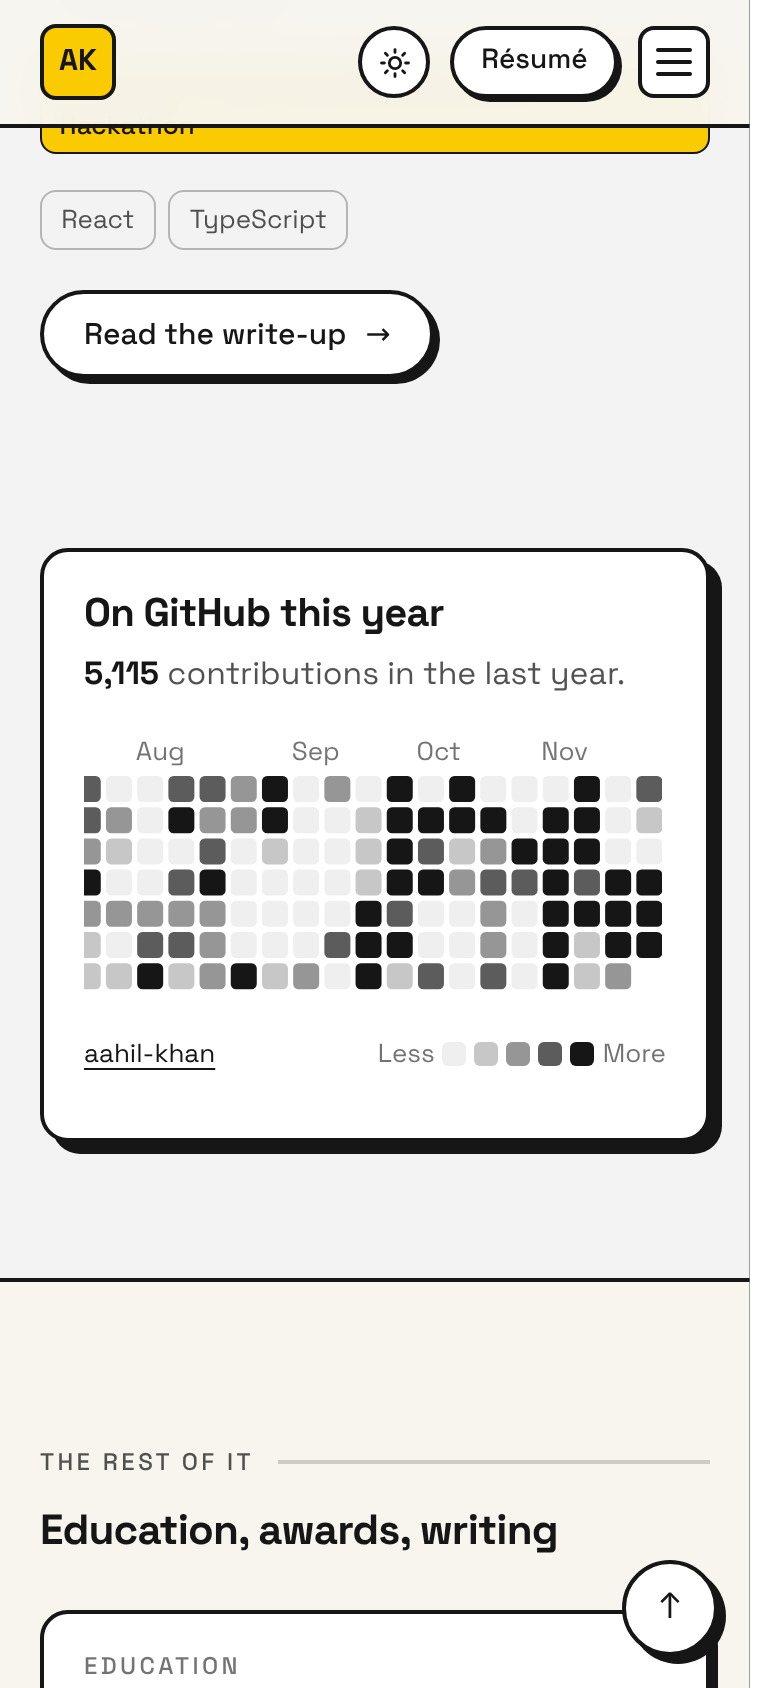 AK
Résumé
Hackathon
React
TypeScript
Read the write-up →
On GitHub this year
5,115 contributions in the last year.
Aug Sep Oct Nov
aahil-khan
Less
More
THE REST OF IT
Education, awards, writing
↑
EDUCATION